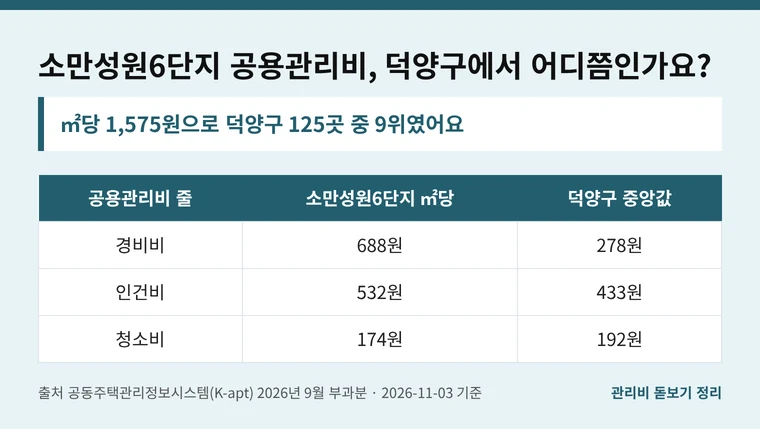 소만성원6단지 공용관리비, 덕양구에서 어디쯤인가요?
㎡당 1,575원으로 덕양구 125곳 중 9위였어요
공용관리비 줄 소만성원6단지 ㎡당 덕양구 중앙값
경비비 688원 278원
인건비 532원 433원
청소비 174원 192원
출처 공동주택관리정보시스템(K-apt) 2026년 9월 부과분 · 2026-11-03 기준 관리비 돋보기 정리